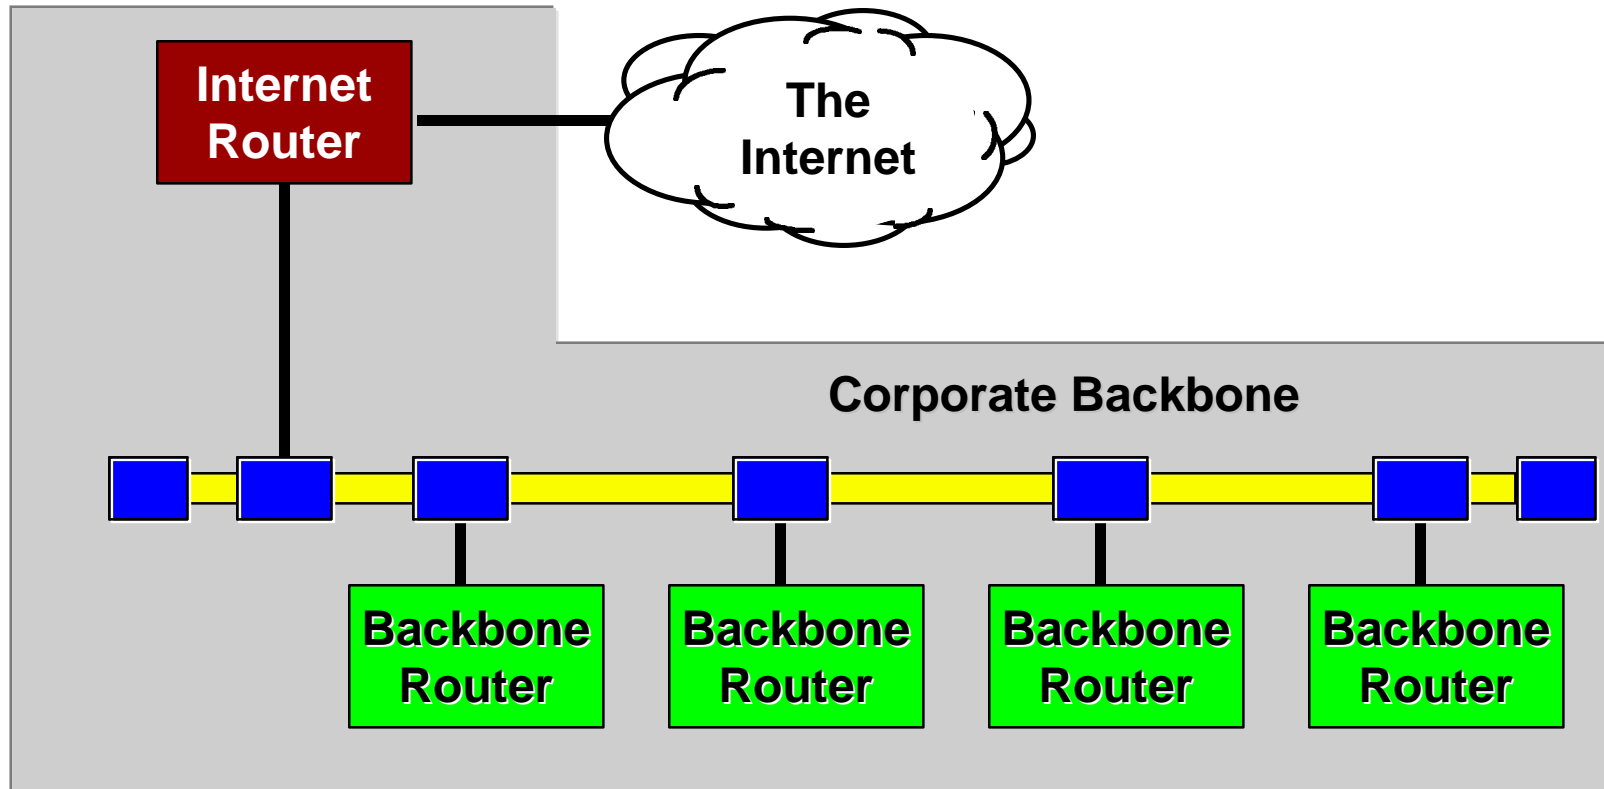 Internet
Router
The
Internet
Corporate Backbone
Backbone
Router
Backbone
Router
Backbone
Router
Backbone
Router